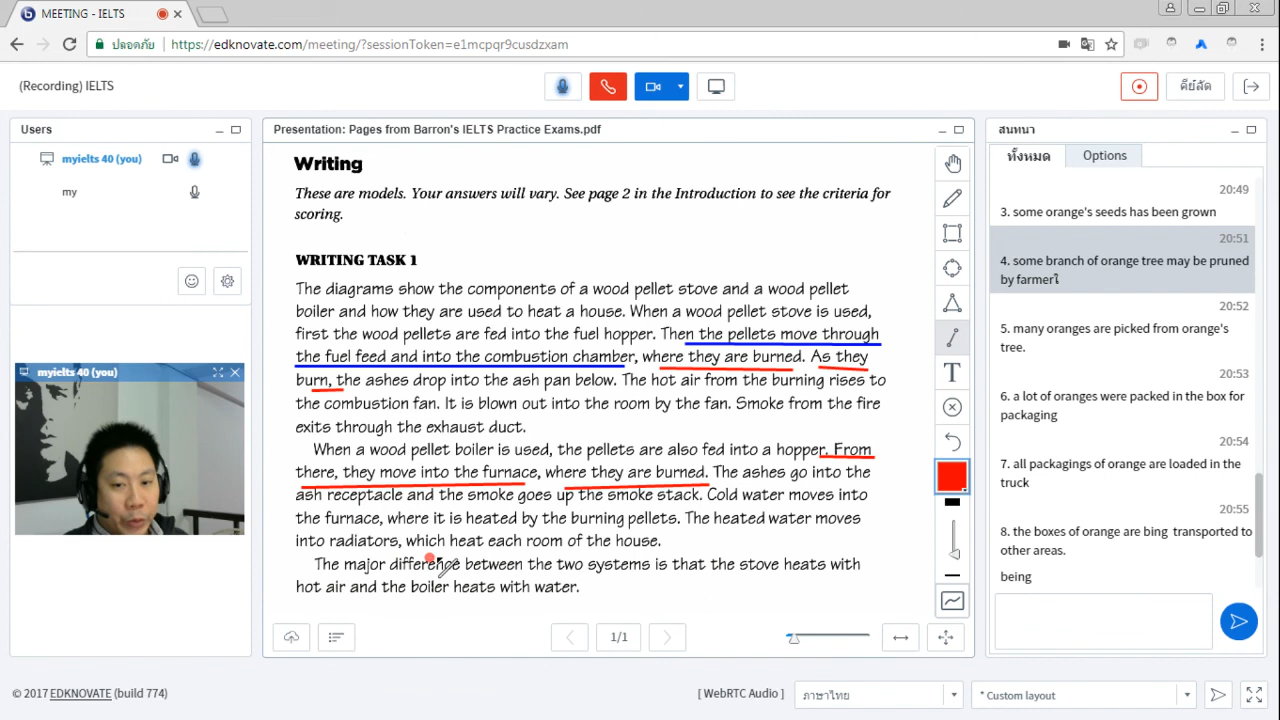 MEETING - IELTS
ปลอดภัย https://edknovate.com/meeting/?sessionToken=e1mcpqr9cusdzxam
(Recording) IELTS
คีย์ลัด
Users
myielts 40 (you)
my
myielts 40 (you)
Presentation: Pages from Barron's IELTS Practice Exams.pdf
Writing
These are models. Your answers will vary. See page 2 in the Introduction to see the criteria for
scoring.
WRITING TASK 1
The diagrams show the components of a wood pellet stove and a wood pellet
boiler and how they are used to heat a house. When a wood pellet stove is used,
first the wood pellets are fed into the fuel hopper. Then the pellets move through
the fuel feed and into the combustion chamber, where they are burned. As they
burn, the ashes drop into the ash pan below. The hot air from the burning rises to
the combustion fan. It is blown out into the room by the fan. Smoke from the fire
exits through the exhaust duct.
When a wood pellet boiler is used, the pellets are also fed into a hopper. From
there, they move into the furnace, where they are burned. The ashes go into the
ash receptacle and the smoke goes up the smoke stack. Cold water moves into
the furnace, where it is heated by the burning pellets. The heated water moves
into radiators, which heat each room of the house.
The major difference between the two systems is that the stove heats with
hot air and the boiler heats with water.
T
1/1
สนทนา
ทั้งหมด Options
20:49
3. some orange's seeds has been grown
20:51
4. some branch of orange tree may be pruned
by farmerไ
20:52
5. many oranges are picked from orange's
tree.
20:53
6. a lot of oranges were packed in the box for
packaging
20:54
7. all packagings of orange are loaded in the
truck
20:55
8. the boxes of orange are bing transported to
other areas.
being
© 2017 EDKNOVATE (build 774)
[ WebRTC Audio ]
ภาษาไทย
* Custom layout